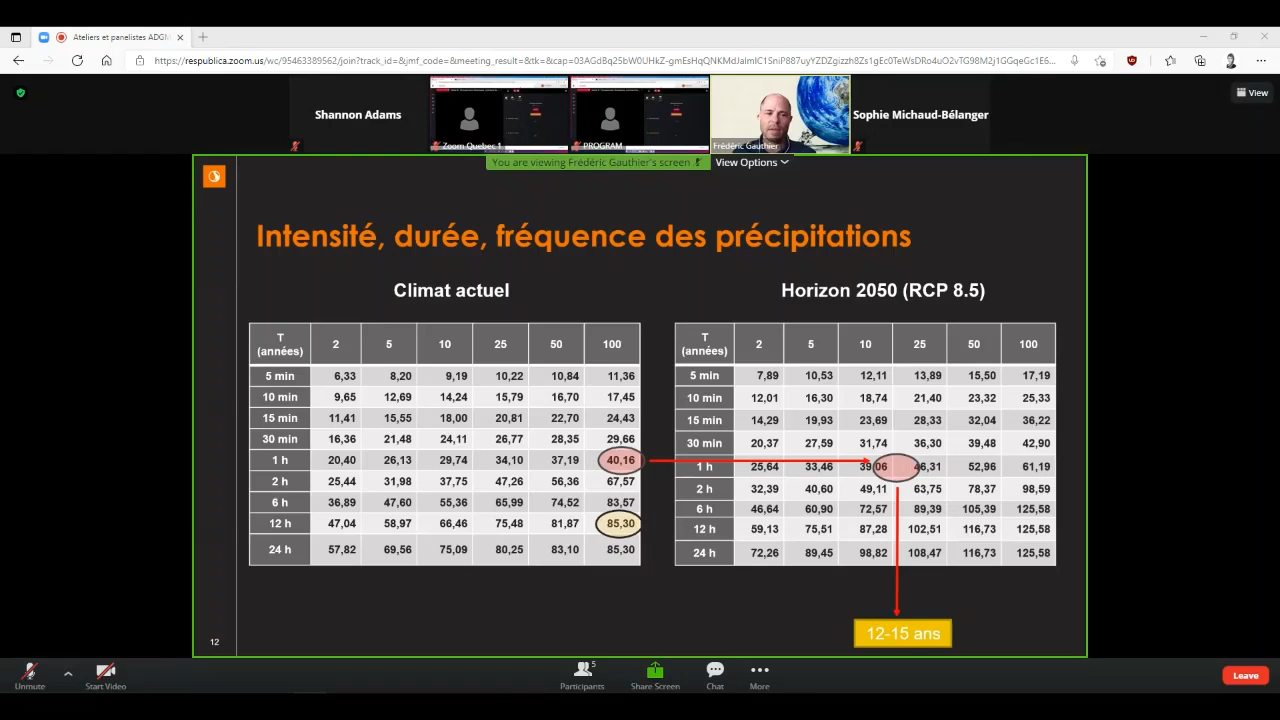 Ateliers et panelistes ADGM
https://respublica.zoom.us/wc/95463389562/join?track_id=&jmf_code=&meeting_result=&tk=&cap=
Shannon Adams
Zoom Quebec 1
PROGRAM
Frédéric Gauthier
Sophie Michaud-Bélanger
View
You are viewing Frédéric Gauthier's screen
View Options
Intensité, durée, fréquence des précipitations
Climat actuel
T (années) 2 5 10 25 50 100
5 min 6,33 8,20 9,19 10,22 10,84 11,36
10 min 9,65 12,69 14,24 15,79 16,70 17,45
15 min 11,41 15,55 18,00 20,81 22,70 24,43
30 min 16,36 21,48 24,11 26,77 28,35 29,66
1 h 20,40 26,13 29,74 34,10 37,19 40,16
2 h 25,44 31,98 37,75 47,26 56,36 67,57
6 h 36,89 47,60 55,36 65,99 74,52 83,57
12 h 47,04 58,97 66,46 75,48 81,87 85,30
24 h 57,82 69,56 75,09 80,25 83,10 85,30
Horizon 2050 (RCP 8.5)
T (années) 2 5 10 25 50 100
5 min 7,89 10,53 12,11 13,89 15,50 17,19
10 min 12,01 16,30 18,74 21,40 23,32 25,33
15 min 14,29 19,93 23,69 28,33 32,04 36,22
30 min 20,37 27,59 31,74 36,30 39,48 42,90
1 h 25,64 33,46 39,06 46,31 52,96 61,19
2 h 32,39 40,60 49,11 63,75 78,37 98,59
6 h 46,64 60,90 72,57 89,39 105,39 125,58
12 h 59,13 75,51 87,28 102,51 116,73 125,58
24 h 72,26 89,45 98,82 108,47 116,73 125,58
12-15 ans
12
Unmute
Start Video
5
Participants
Share Screen
Chat
More
Leave